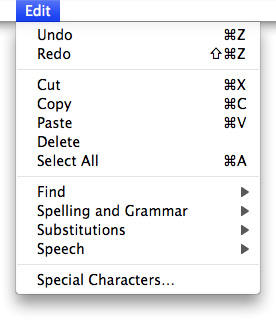 Edit
Undo ⌘Z
Redo ⇧⌘Z
Cut ⌘X
Copy ⌘C
Paste ⌘V
Delete
Select All ⌘A
Find
Spelling and Grammar
Substitutions
Speech
Special Characters…